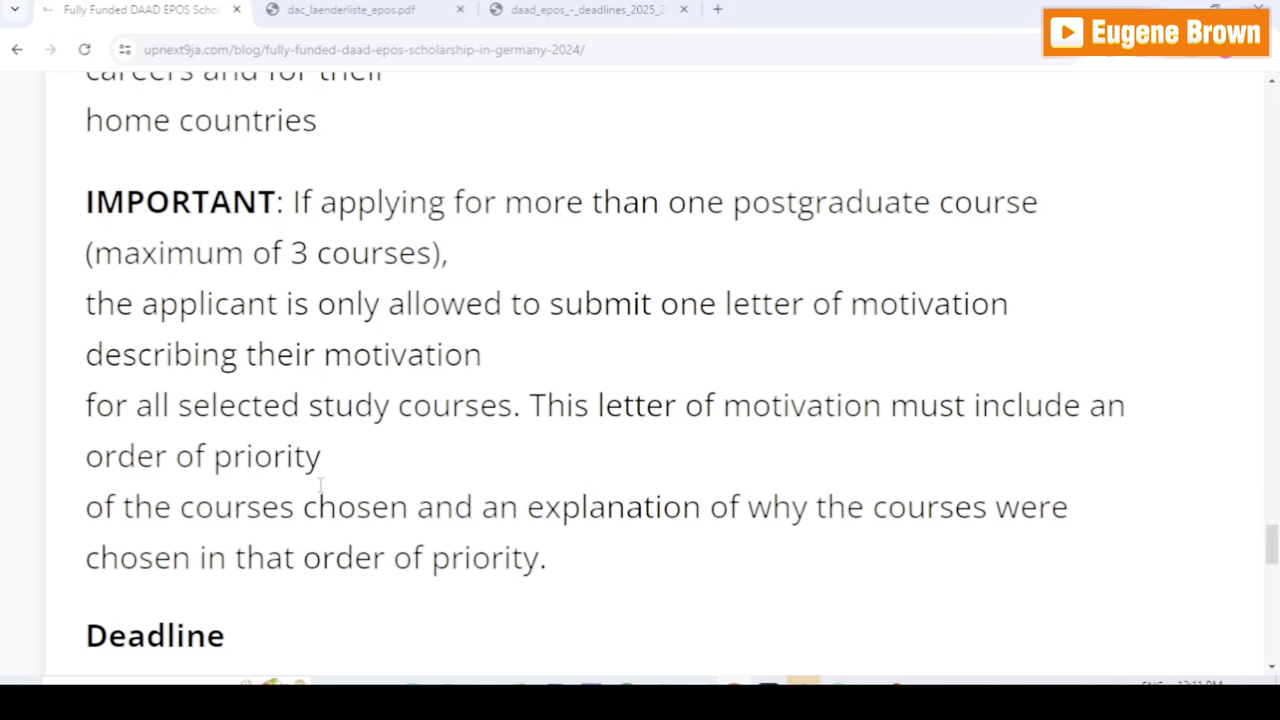 Fully Funded DAAD EPOS Schol
dac_laenderliste_epos.pdf
daad_epos_-_deadlines_2025_2
upnext9ja.com/blog/fully-funded-daad-epos-scholarship-in-germany-2024/
Eugene Brown
careers and for their
home countries
IMPORTANT: If applying for more than one postgraduate course
(maximum of 3 courses),
the applicant is only allowed to submit one letter of motivation
describing their motivation
for all selected study courses. This letter of motivation must include an
order of priority
of the courses chosen and an explanation of why the courses were
chosen in that order of priority.
Deadline